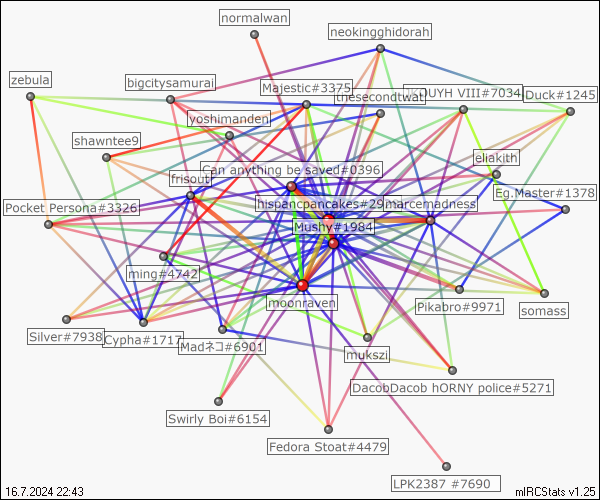 normalwan
neokingghidorah
zebula
bigcitysamurai
Majestic#3375
thesecondtwat
OUYH VIII#7034
Duck#1245
yoshimanden
shawntee9
eliakith
Can anything be saved#0396
frisout
Eg.Master#1378
hispancpancakes#29
marcemadness
Pocket Persona#3326
Mushy#1984
ming#4742
moonraven
Pikabro#9971
somass
Silver#7938
Cypha#1717
Madネコ#6901
mukszi
DacobDacob hORNY police#5271
Swirly Boi#6154
Fedora Stoat#4479
LPK2387 #7690
16.7.2024 22:43
mIRCStats v1.25